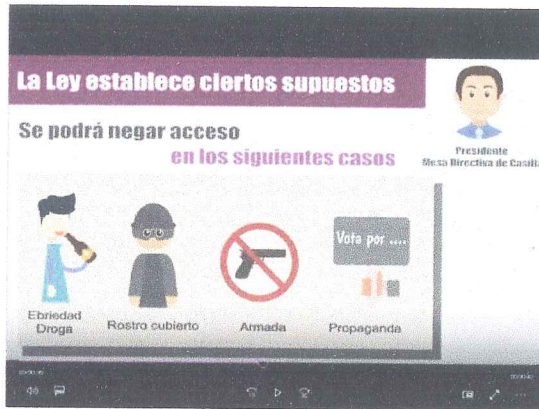 La Ley establece ciertos supuestos
Se podrá negar acceso
en los siguientes casos
Presidente
Mesa Directiva de Casilla
Vota por ....
Ebriedad
Droga
Rostro cubierto
Armada
Propaganda